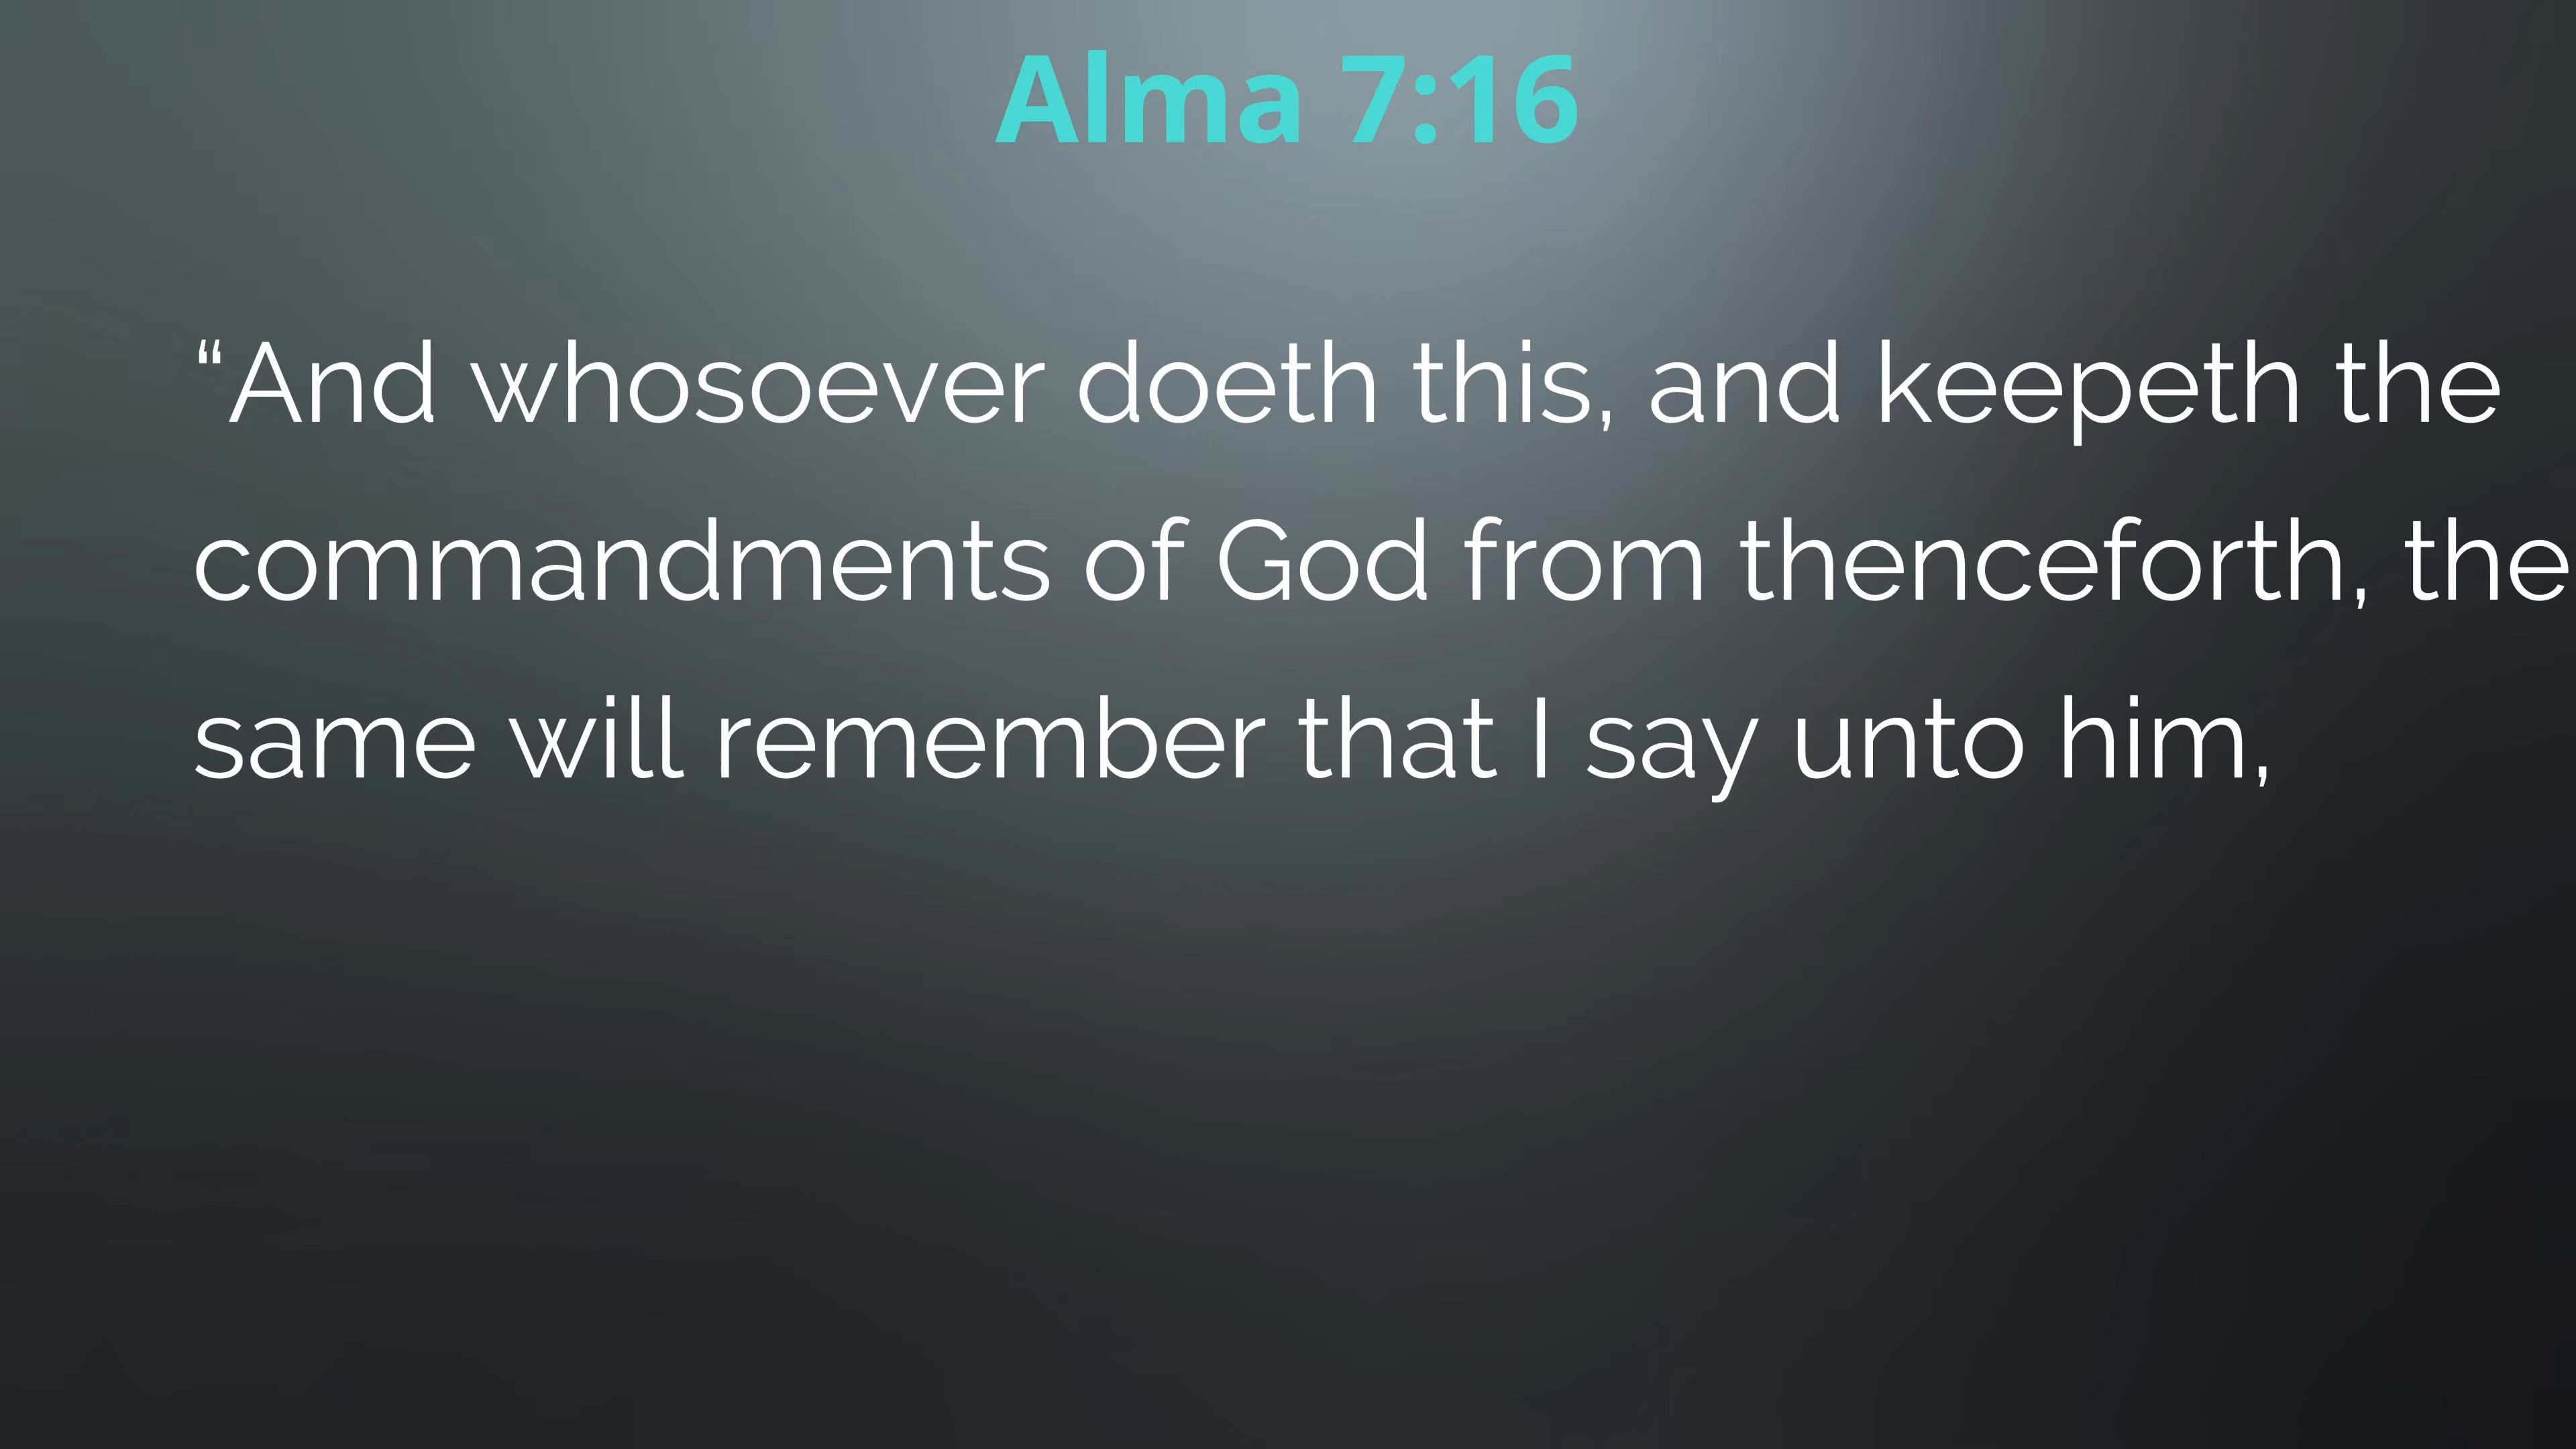 Alma 7:16
“And whosoever doeth this, and keepeth the
commandments of God from thenceforth, the
same will remember that I say unto him,